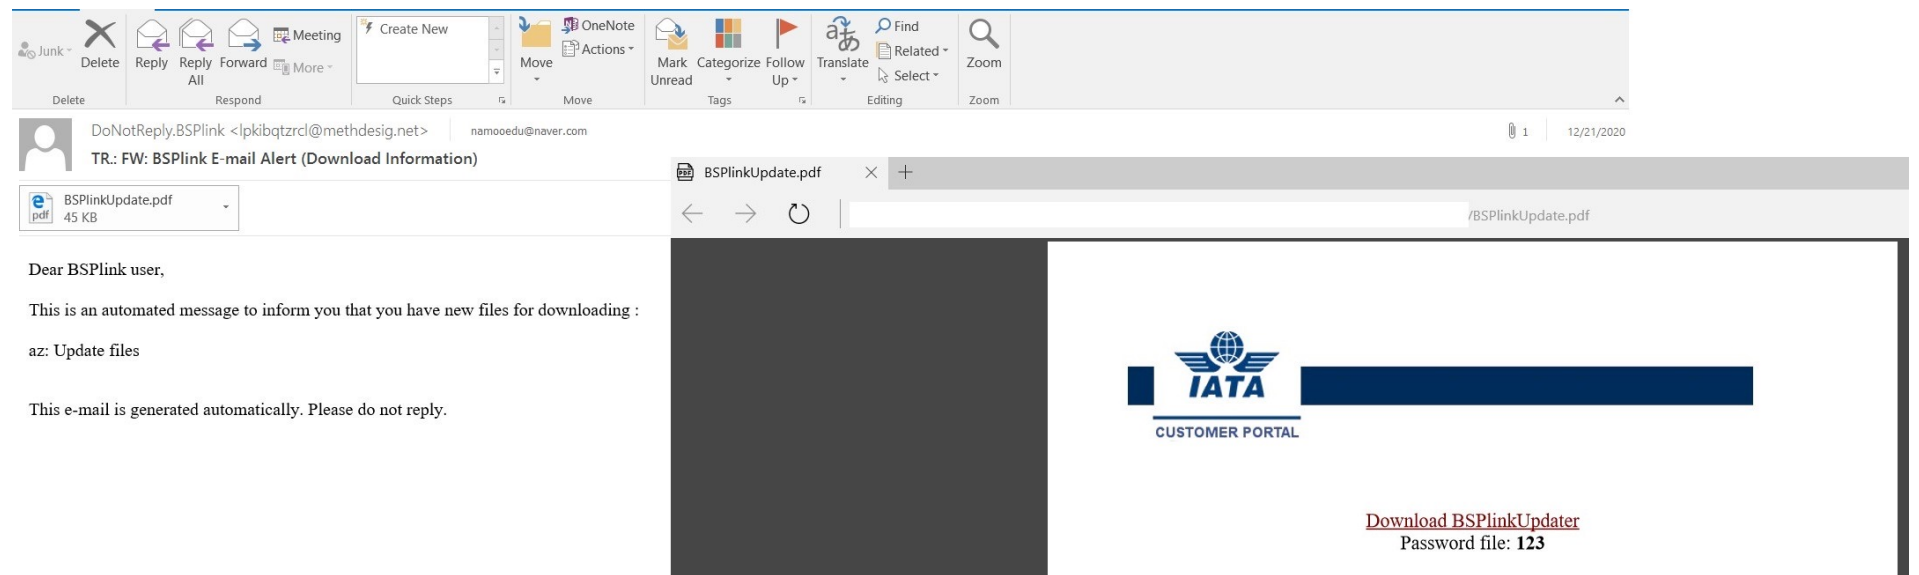 Junk
Delete
Reply
Reply All
Forward
Meeting
More
Create New
Move
OneNote
Actions
Mark Unread
Categorize
Follow Up
Translate
Find
Related
Select
Zoom
Delete
Respond
Quick Steps
Move
Tags
Editing
Zoom
DoNotReply.BSPlink <lpkibqtzrcl@methdesig.net>
namooedu@naver.com
1
12/21/2020
TR.: FW: BSPlink E-mail Alert (Download Information)
pdf
BSPlinkUpdate.pdf
45 KB
Dear BSPlink user,
This is an automated message to inform you that you have new files for downloading :
az: Update files
This e-mail is generated automatically. Please do not reply.
PDF
BSPlinkUpdate.pdf
/BSPlinkUpdate.pdf
IATA
CUSTOMER PORTAL
Download BSPlinkUpdater
Password file: 123